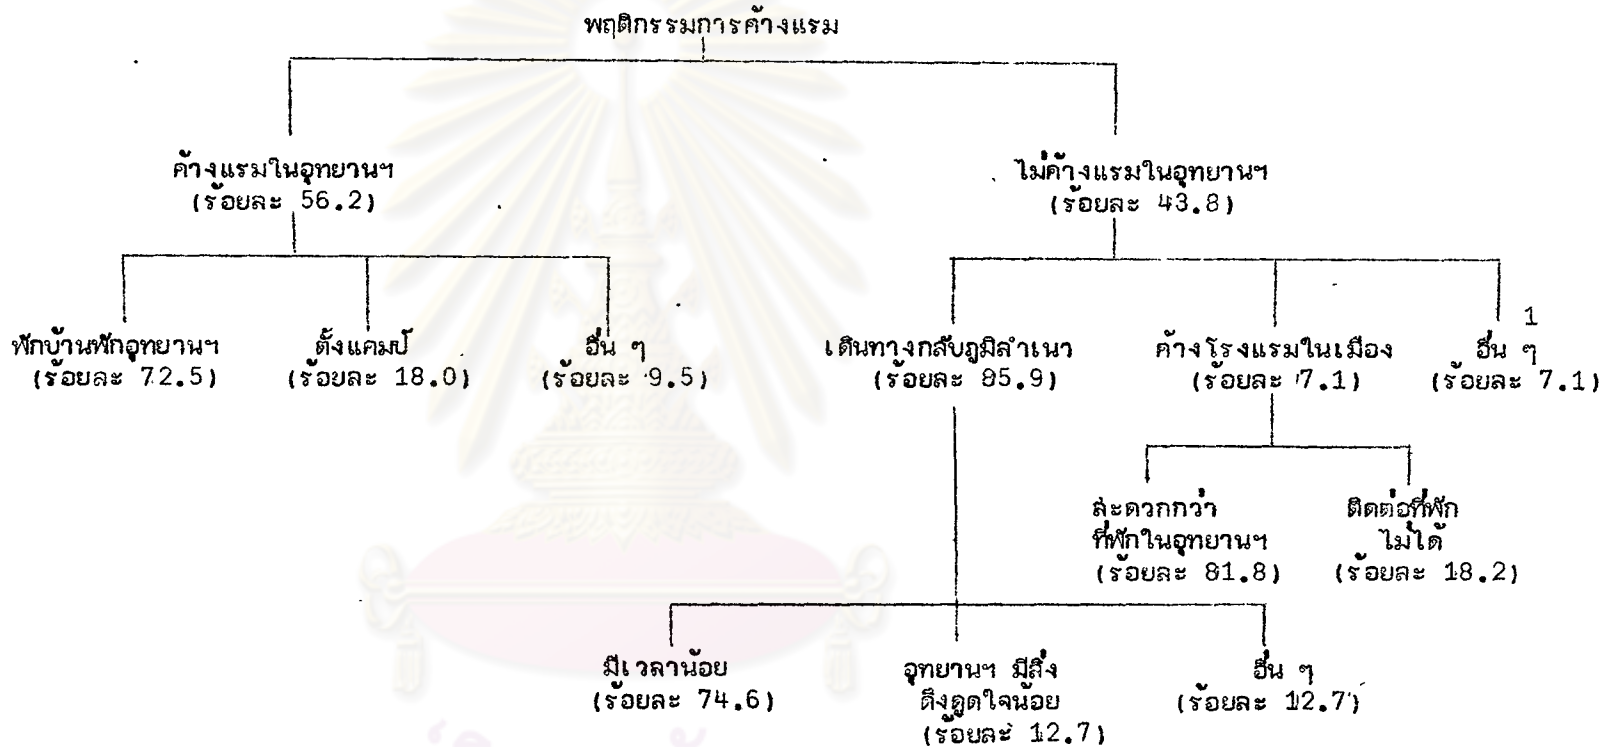 พฤติกรรมการค้างแรม
ค้างแรมในอุทยานฯ
(ร้อยละ 56.2)
ไม่ค้างแรมในอุทยานฯ
(ร้อยละ 43.8)
พักบ้านพักอุทยานฯ
(ร้อยละ 72.5)
ตั้งแคมป์
(ร้อยละ 18.0)
อื่น ๆ
(ร้อยละ 9.5)
เดินทางกลับภูมิลำเนา
(ร้อยละ 85.9)
ค้างโรงแรมในเมือง
(ร้อยละ 7.1)
อื่น ๆ 1
(ร้อยละ 7.1)
สะดวกกว่า
ที่พักในอุทยานฯ
(ร้อยละ 81.8)
ติดต่อที่พัก
ไม่ได้
(ร้อยละ 18.2)
มีเวลาน้อย
(ร้อยละ 74.6)
อุทยานฯ มีสิ่ง
ดึงดูดใจน้อย
(ร้อยละ 12.7)
อื่น ๆ
(ร้อยละ 12.7)